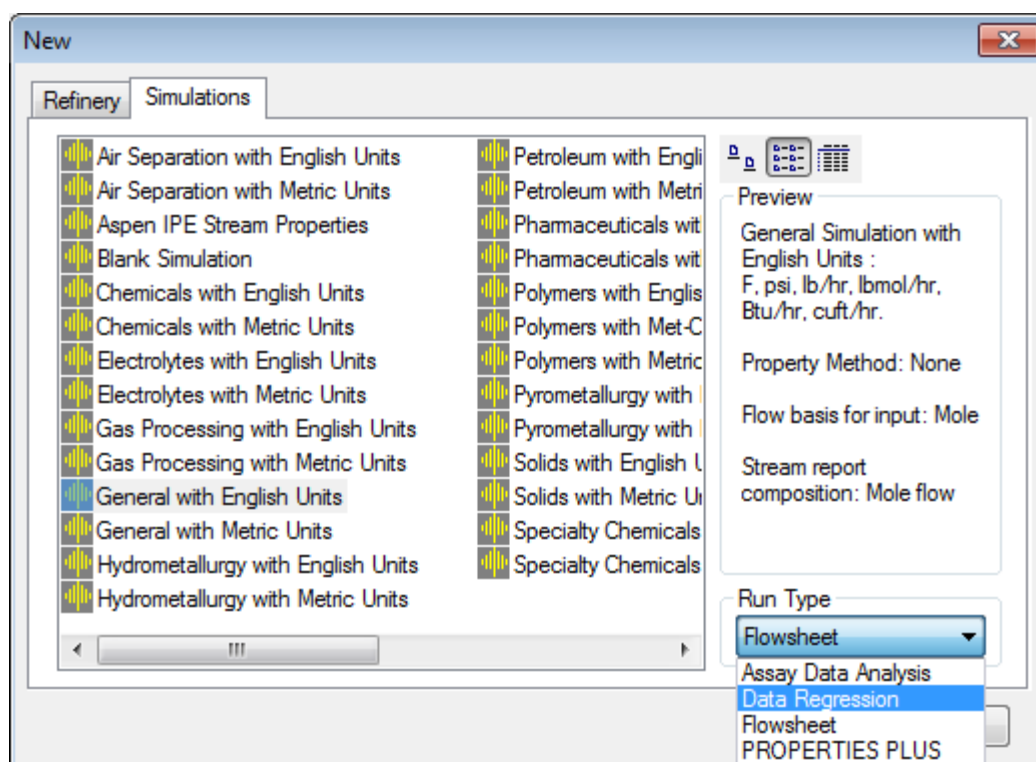 New
Refinery
Simulations
Air Separation with English Units
Air Separation with Metric Units
Aspen IPE Stream Properties
Blank Simulation
Chemicals with English Units
Chemicals with Metric Units
Electrolytes with English Units
Electrolytes with Metric Units
Gas Processing with English Units
Gas Processing with Metric Units
General with English Units
General with Metric Units
Hydrometallurgy with English Units
Hydrometallurgy with Metric Units
Petroleum with Engli
Petroleum with Metri
Pharmaceuticals wit
Pharmaceuticals wit
Polymers with Englis
Polymers with Met-C
Polymers with Metric
Pyrometallurgy with
Pyrometallurgy with
Solids with English U
Solids with Metric Un
Specialty Chemicals
Specialty Chemicals
Preview
General Simulation with
English Units :
F, psi, lb/hr, lbmol/hr,
Btu/hr, cuft/hr.
Property Method: None
Flow basis for input: Mole
Stream report
composition: Mole flow
Run Type
Flowsheet
Assay Data Analysis
Data Regression
Flowsheet
PROPERTIES PLUS